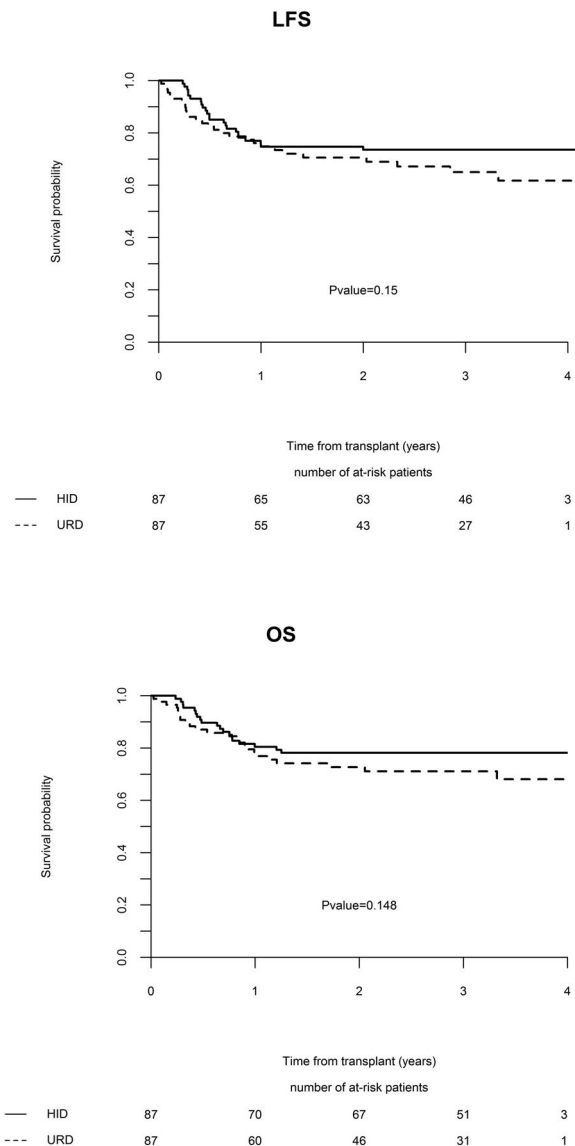 LFS
Survival probability
1.0
0.8
0.6
0.4
0.2
0.0
Pvalue=0.15
0 1 2 3 4
Time from transplant (years)
number of at-risk patients
HID 87 65 63 46 3
URD 87 55 43 27 1
OS
Survival probability
1.0
0.8
0.6
0.4
0.2
0.0
Pvalue=0.148
0 1 2 3 4
Time from transplant (years)
number of at-risk patients
HID 87 70 67 51 3
URD 87 60 46 31 1